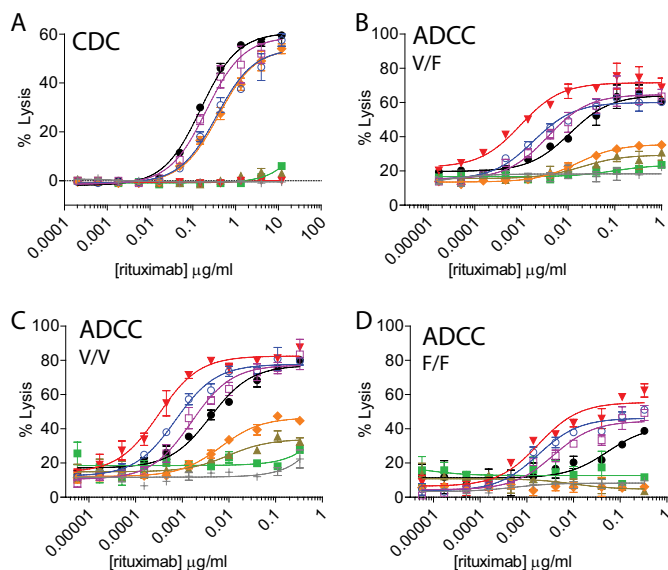 A
CDC
60
40
20
0
% Lysis
0.0001 0.001 0.01 0.1 1 10 100
[rituximab] µg/ml
B
ADCC
V/F
100
80
60
40
20
0
% Lysis
0.00001 0.0001 0.001 0.01 0.1 1
[rituximab] µg/ml
C
ADCC
V/V
100
80
60
40
20
0
% Lysis
0.00001 0.0001 0.001 0.01 0.1 1
[rituximab] µg/ml
D
ADCC
F/F
100
80
60
40
20
0
% Lysis
0.00001 0.0001 0.001 0.01 0.1 1
[rituximab] µg/ml